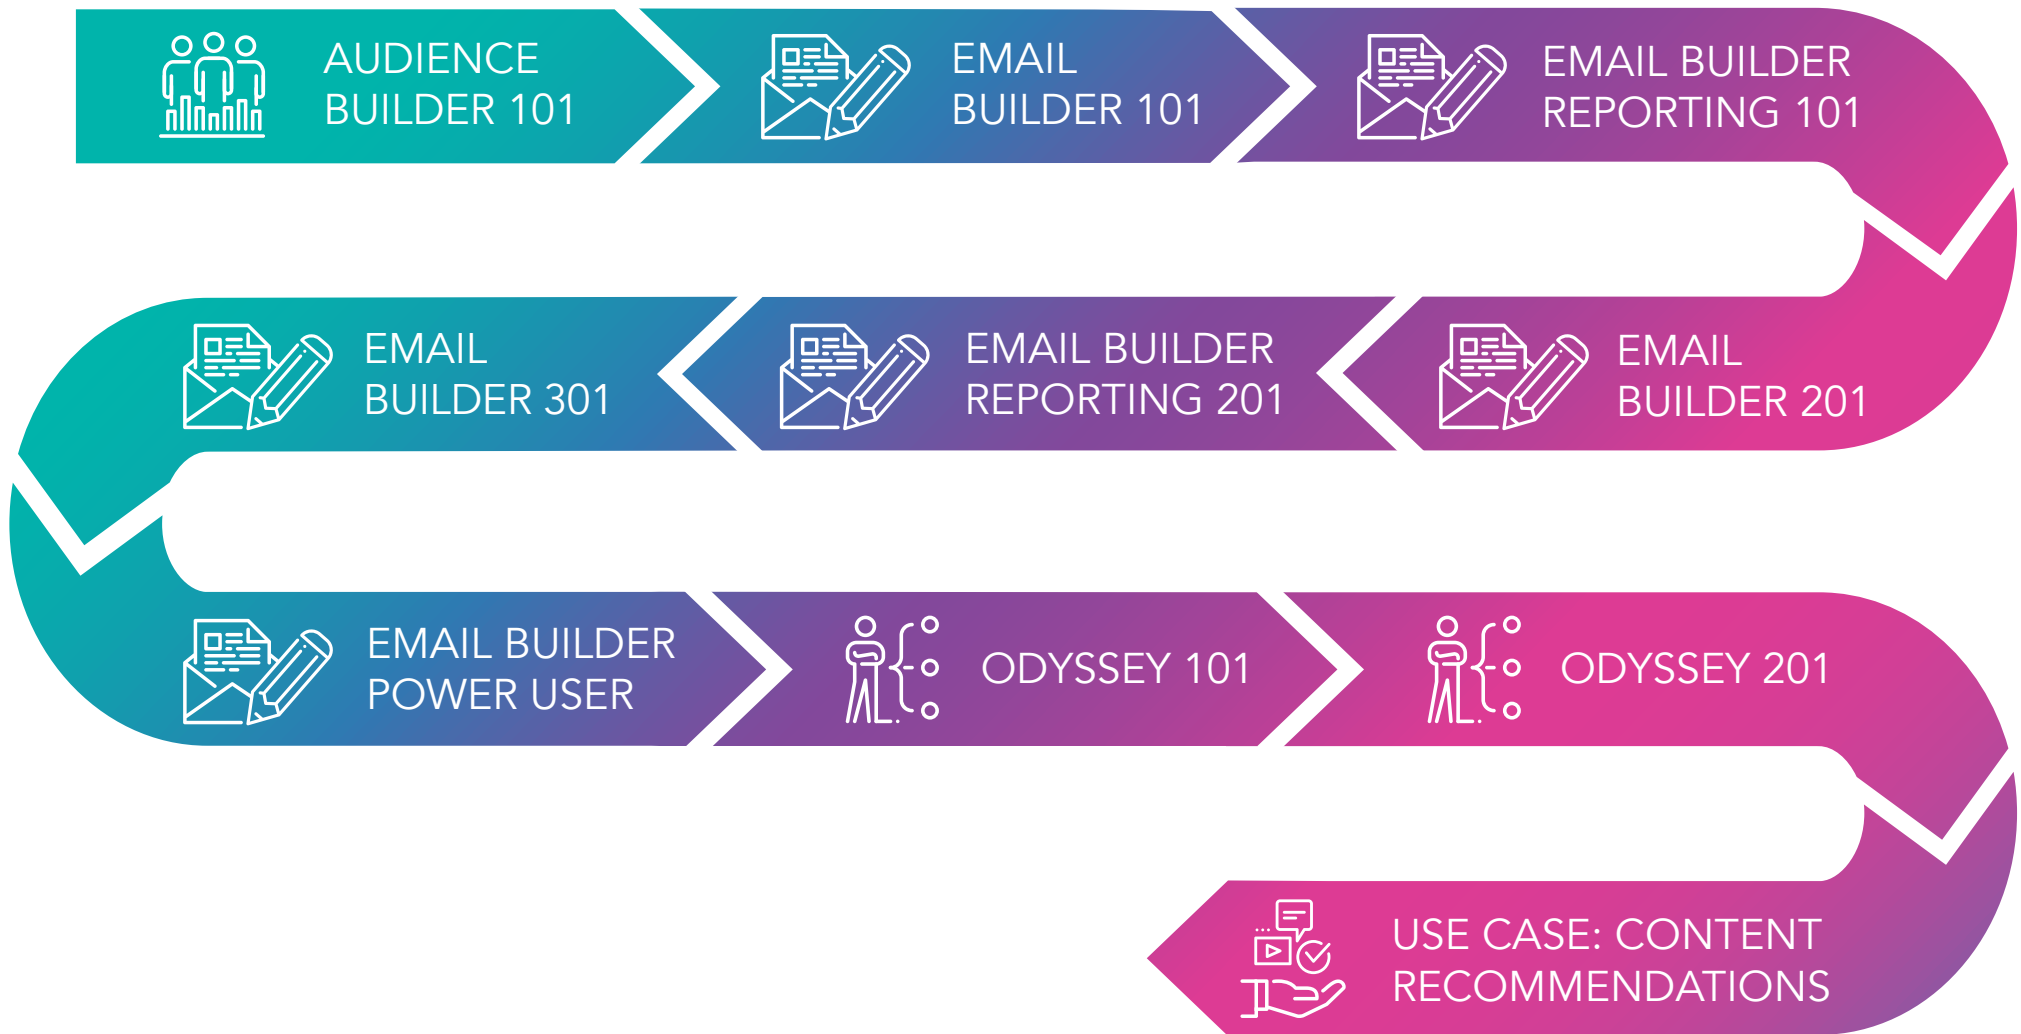 AUDIENCE
BUILDER 101
EMAIL
BUILDER 101
EMAIL BUILDER
REPORTING 101
EMAIL
BUILDER 201
EMAIL BUILDER
REPORTING 201
EMAIL
BUILDER 301
EMAIL BUILDER
POWER USER
ODYSSEY 101
ODYSSEY 201
USE CASE: CONTENT
RECOMMENDATIONS